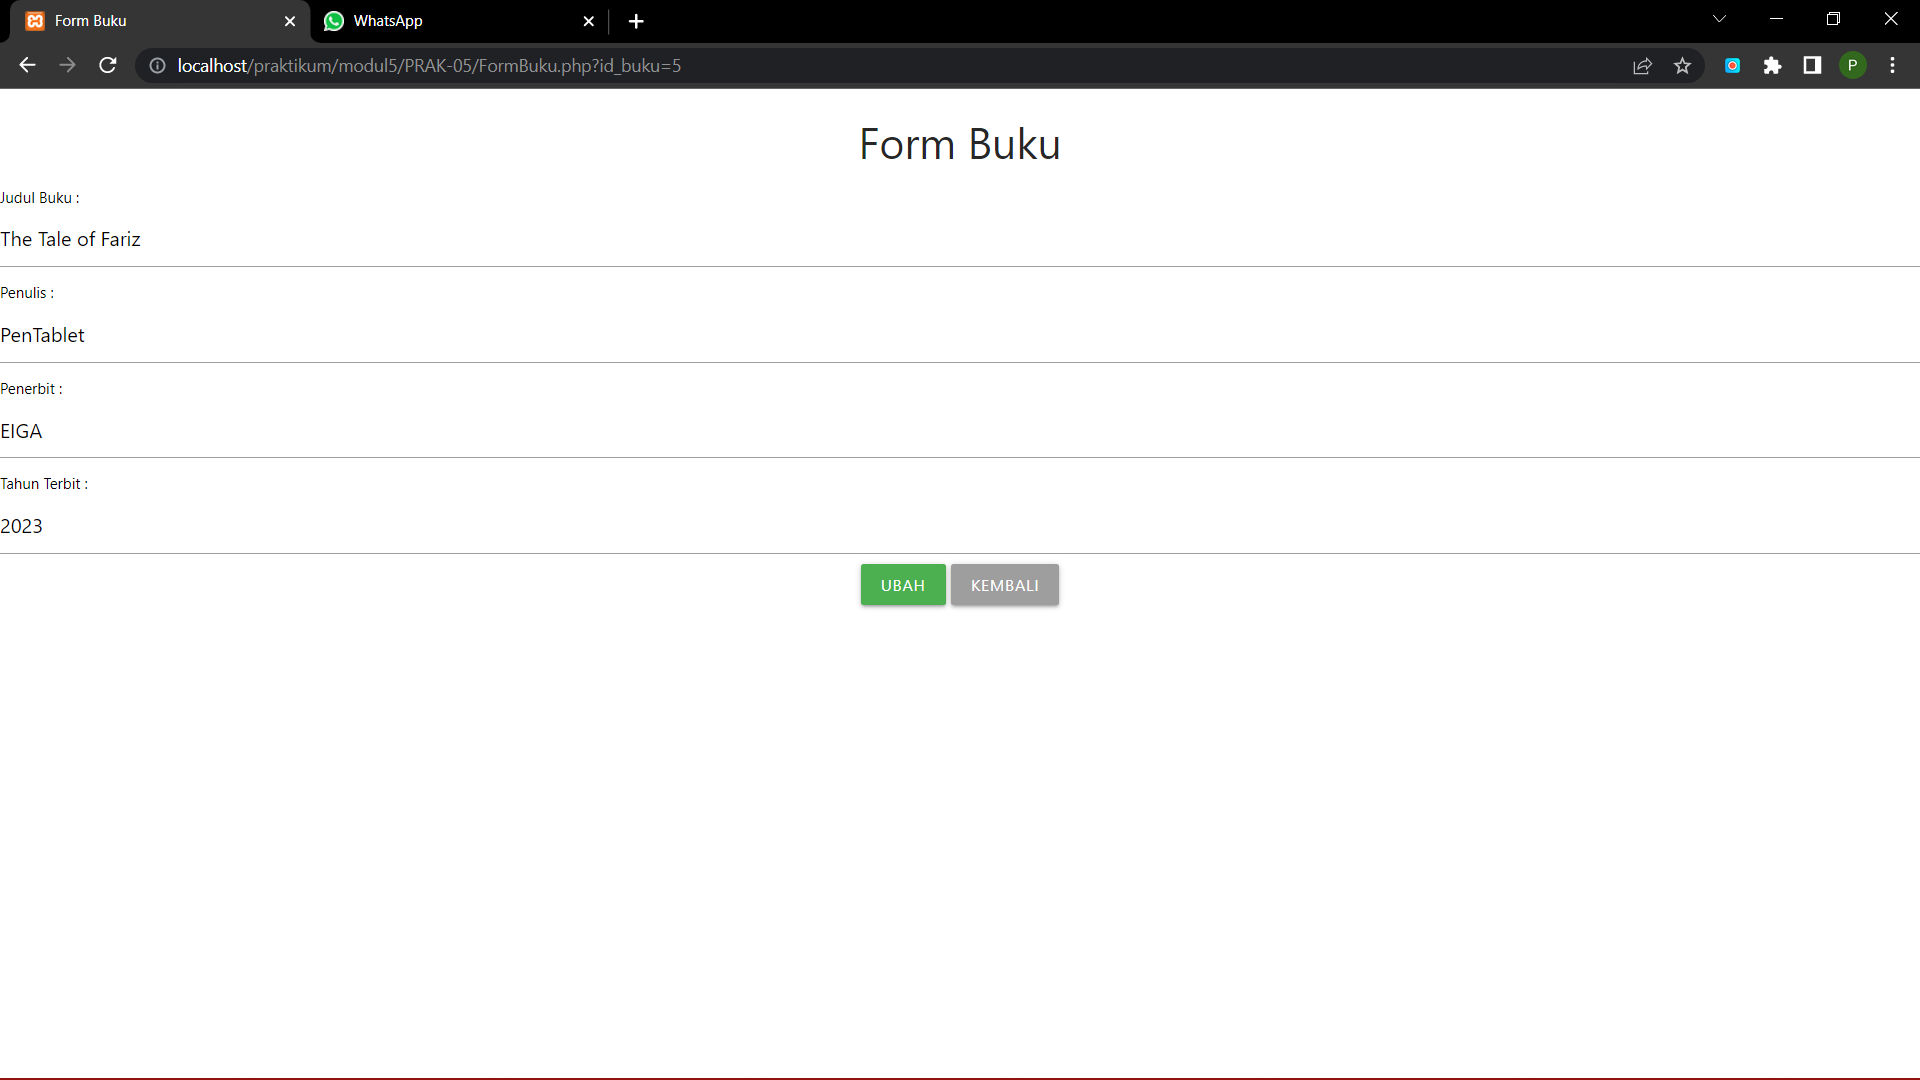 Form Buku
WhatsApp
localhost/praktikum/modul5/PRAK-05/FormBuku.php?id_buku=5
P
Form Buku
Judul Buku :
The Tale of Fariz
Penulis :
PenTablet
Penerbit :
EIGA
Tahun Terbit :
2023
UBAH KEMBALI